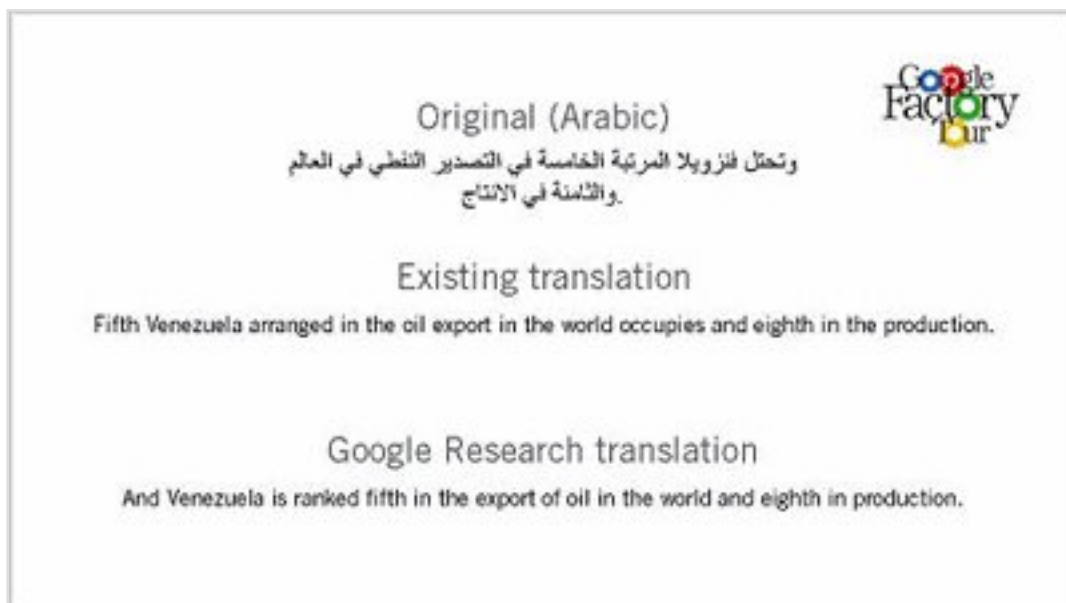 Google
Factory
Tour
Original (Arabic)
وتحتل فنزويلا المرتبة الخامسة في التصدير النفطي في العالم
والثامنة في الانتاج.
Existing translation
Fifth Venezuela arranged in the oil export in the world occupies and eighth in the production.
Google Research translation
And Venezuela is ranked fifth in the export of oil in the world and eighth in production.